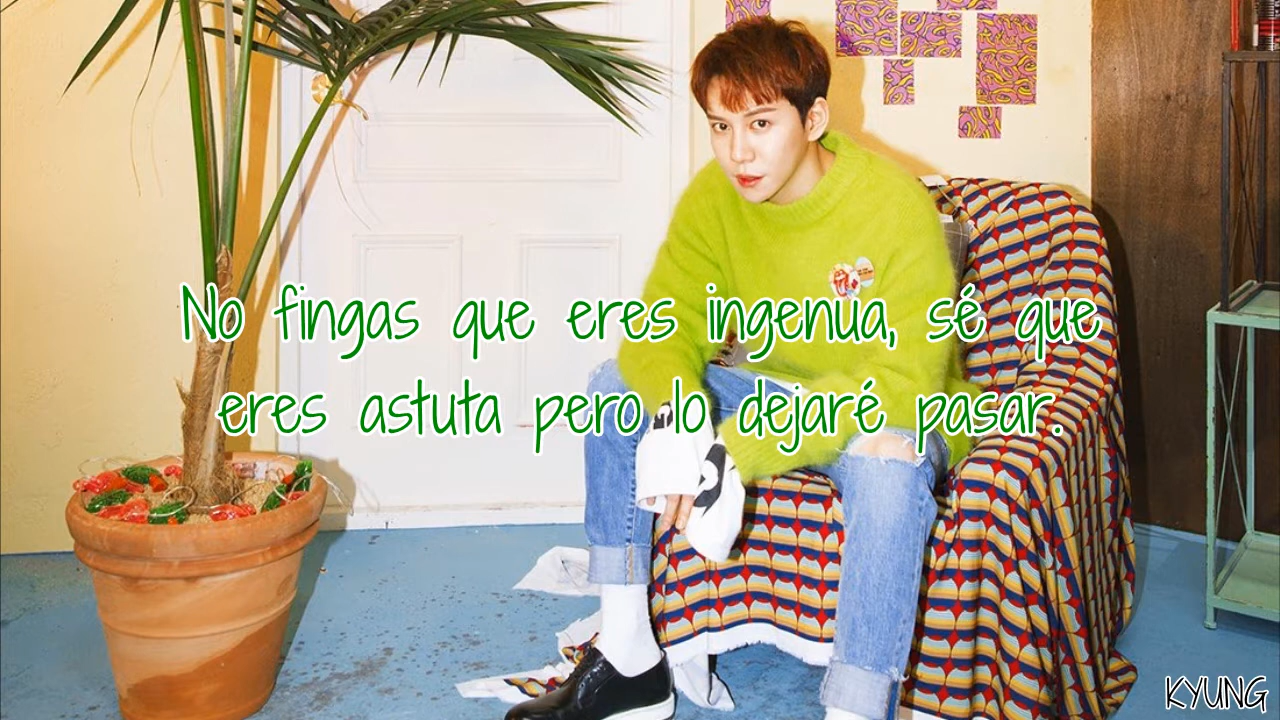 No fingas que eres ingenua, sé que
eres astuta pero lo dejaré pasar.
KYUNG